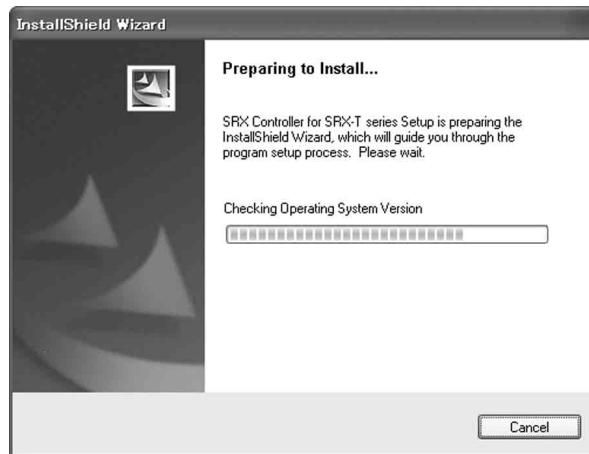 InstallShield Wizard
Preparing to Install...
SRX Controller for SRX-T series Setup is preparing the
InstallShield Wizard, which will guide you through the
program setup process.  Please wait.
Checking Operating System Version
Cancel